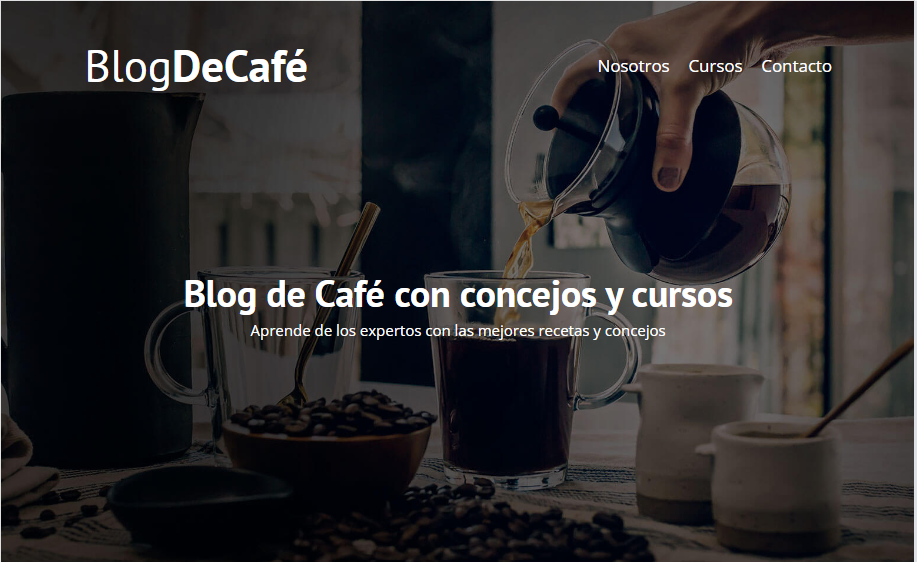 BlogDeCafé
Nosotros Cursos Contacto
Blog de Café con concejos y cursos
Aprende de los expertos con las mejores recetas y concejos